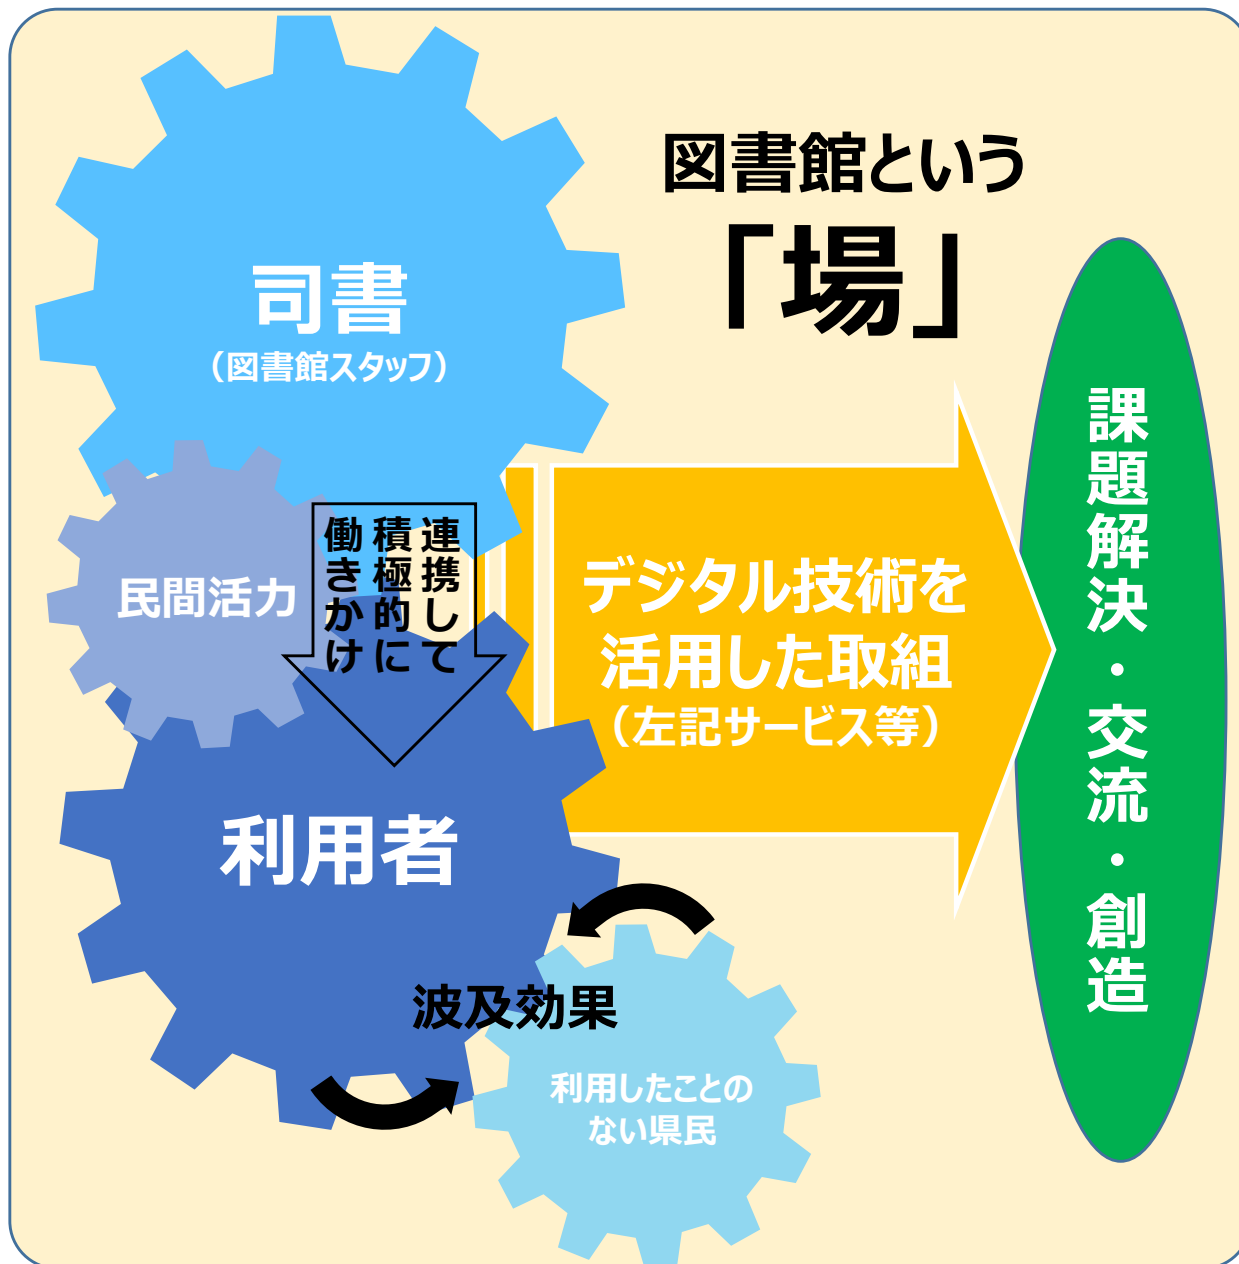 図書館という
「場」
司書
（図書館スタッフ）
民間活力
連携して
積極的に
働きかけ
デジタル技術を
活用した取組
（左記サービス等）
課題解決・交流・創造
利用者
波及効果
利用したことの
ない県民